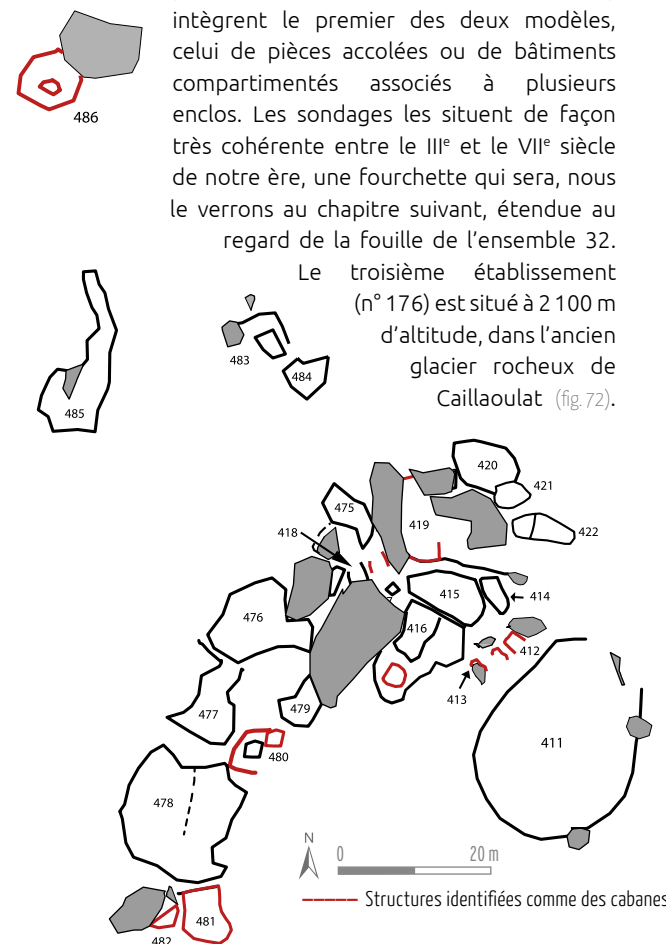 intègrent le premier des deux modèles,
celui de pièces accolées ou de bâtiments
compartimentés associés à plusieurs
enclos. Les sondages les situent de façon
très cohérente entre le IIIe et le VIIe siècle
de notre ère, une fourchette qui sera, nous
le verrons au chapitre suivant, étendue au
regard de la fouille de l’ensemble 32.
Le troisième établissement
(n° 176) est situé à 2 100 m
d’altitude, dans l’ancien
glacier rocheux de
Caillaoulat (fig. 72).
486
483
484
485
420
421
475
419
422
418
415
414
476
416
412
413
477
479
411
480
478
N
0 20 m
Structures identifiées comme des cabanes
481
482